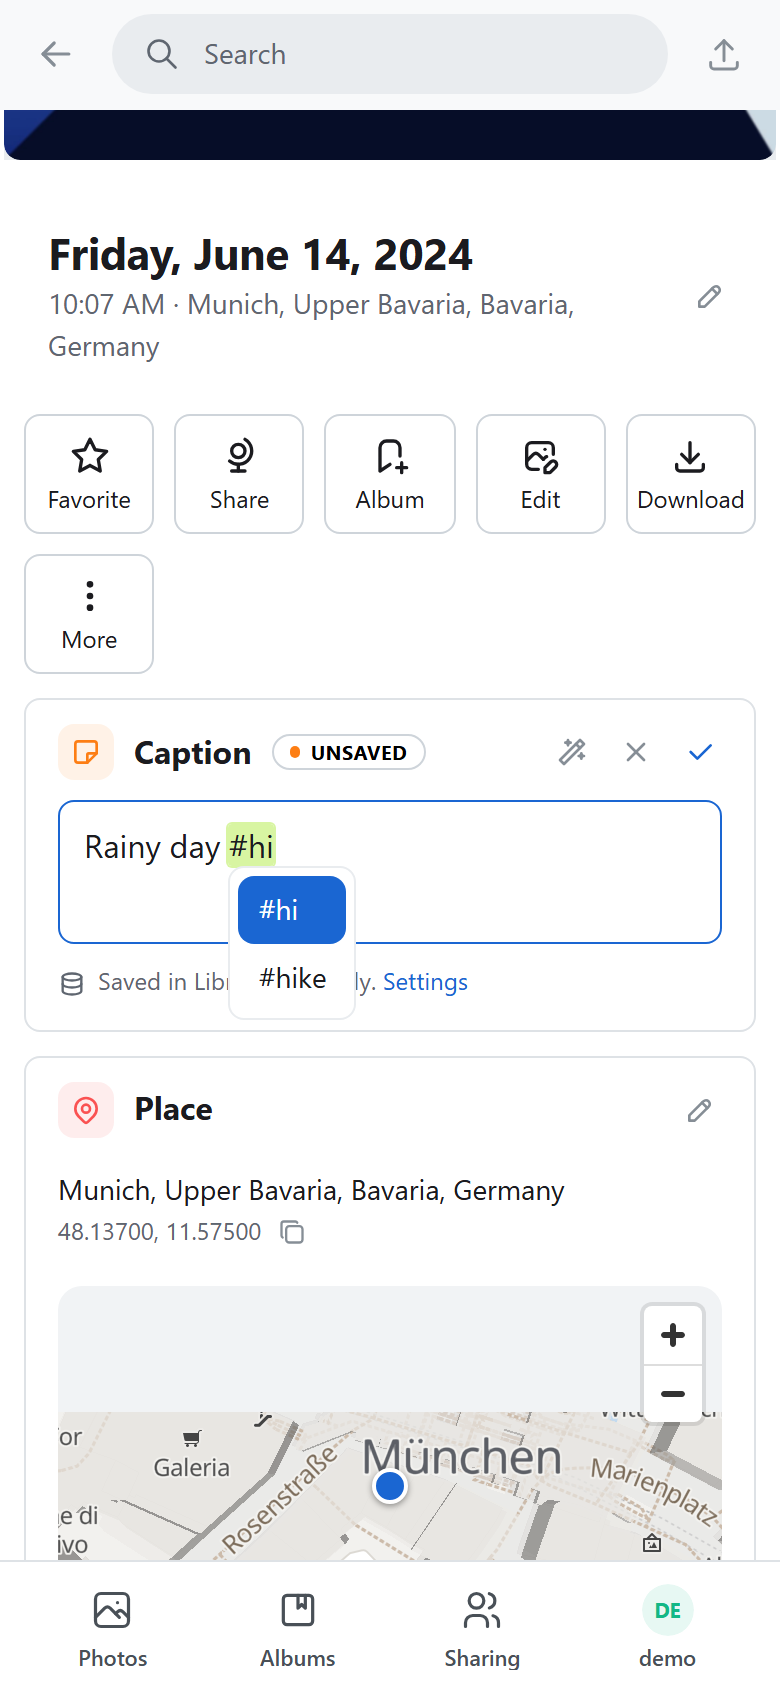 Search
Friday, June 14, 2024
10:07 AM · Munich, Upper Bavaria, Bavaria,
Germany
Favorite
Share
Album
Edit
Download
More
Caption
UNSAVED
Rainy day #hi
#hi
#hike
Saved in
Settings
Place
Munich, Upper Bavaria, Bavaria, Germany
48.13700, 11.57500
+
−
Galeria
München
Rosenstraße
Marienplatz
Photos
Albums
Sharing
DE
demo